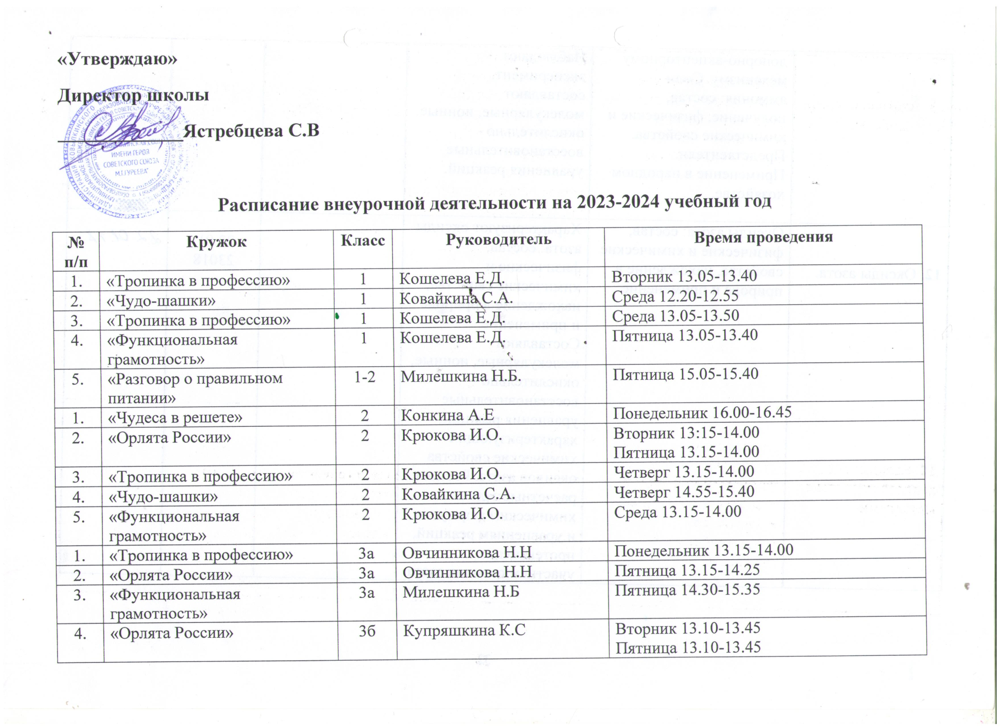 «Утверждаю»
Директор школы
Ястребцева С.В
ИМЕНИ ГЕРОЯ
СОВЕТСКОГО СОЮЗА
М.Г.ГУРЕЕВА"
Расписание внеурочной деятельности на 2023-2024 учебный год
№ п/п Кружок Класс Руководитель Время проведения
1. «Тропинка в профессию» 1 Кошелева Е.Д. Вторник 13.05-13.40
2. «Чудо-шашки» 1 Ковайкина С.А. Среда 12.20-12.55
3. «Тропинка в профессию» 1 Кошелева Е.Д. Среда 13.05-13.50
4. «Функциональная 1 Кошелева Е.Д. Пятница 13.05-13.40
грамотность»
5. «Разговор о правильном 1-2 Милешкина Н.Б. Пятница 15.05-15.40
питании»
1. «Чудеса в решете» 2 Конкина А.Е Понедельник 16.00-16.45
2. «Орлята России» 2 Крюкова И.О. Вторник 13:15-14.00
Пятница 13.15-14.00
3. «Тропинка в профессию» 2 Крюкова И.О. Четверг 13.15-14.00
4. «Чудо-шашки» 2 Ковайкина С.А. Четверг 14.55-15.40
5. «Функциональная 2 Крюкова И.О. Среда 13.15-14.00
грамотность»
1. «Тропинка в профессию» 3а Овчинникова Н.Н Понедельник 13.15-14.00
2. «Орлята России» 3а Овчинникова Н.Н Пятница 13.15-14.25
3. «Функциональная 3а Милешкина Н.Б Пятница 14.30-15.35
грамотность»
4. «Орлята России» 3б Купряшкина К.С Вторник 13.10-13.45
Пятница 13.10-13.45